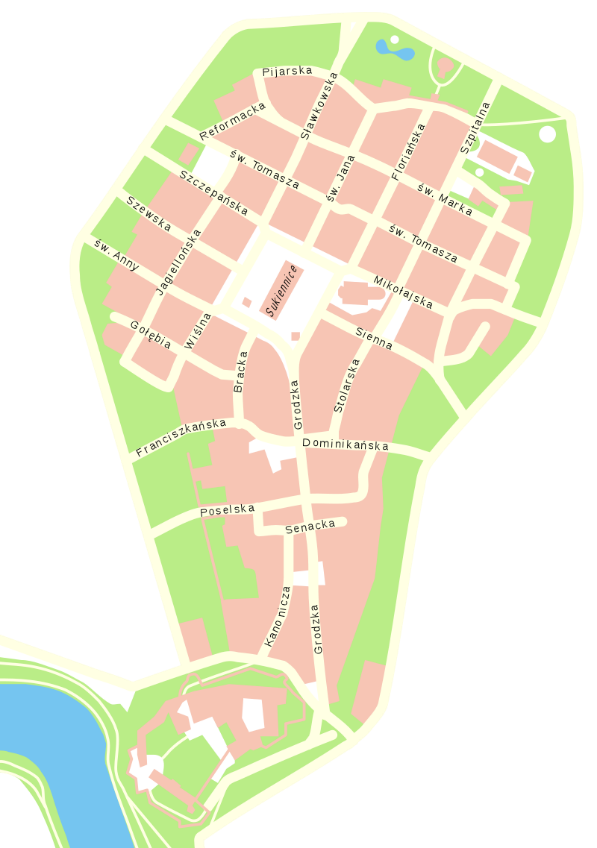 Pijarska
Sławkowska
Reformacka
Szpitalna
Floriańska
św. Tomasza
św. Jana
Szczepańska
św. Marka
Szewska
św. Tomasza
św. Anny
Jagiellońska
Sukiennice
Mikołajska
Gołębia
Wiślna
Sienna
Bracka
Stolarska
Grodzka
Franciszkańska
Dominikańska
Poselska
Senacka
Kanonicza
Grodzka